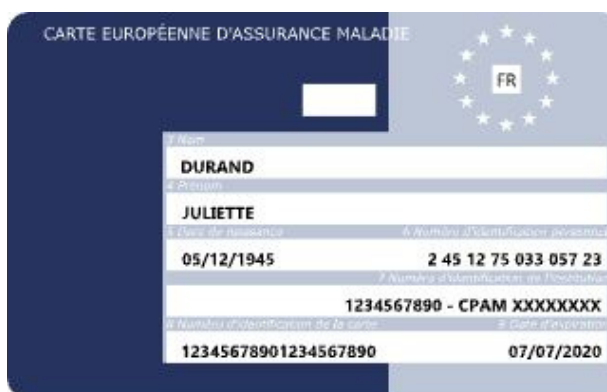 CARTE EUROPÉENNE D'ASSURANCE MALADIE
FR
3 Nom
DURAND
4 Prénom
JULIETTE
5 Date de naissance 6 Numéro d'identification personnel
05/12/1945 2 45 12 75 033 057 23
7 Numéro d'identification de l'institution
1234567890 - CPAM XXXXXXXX
8 Numéro d'identification de la carte 9 Date d'expiration
12345678901234567890 07/07/2020